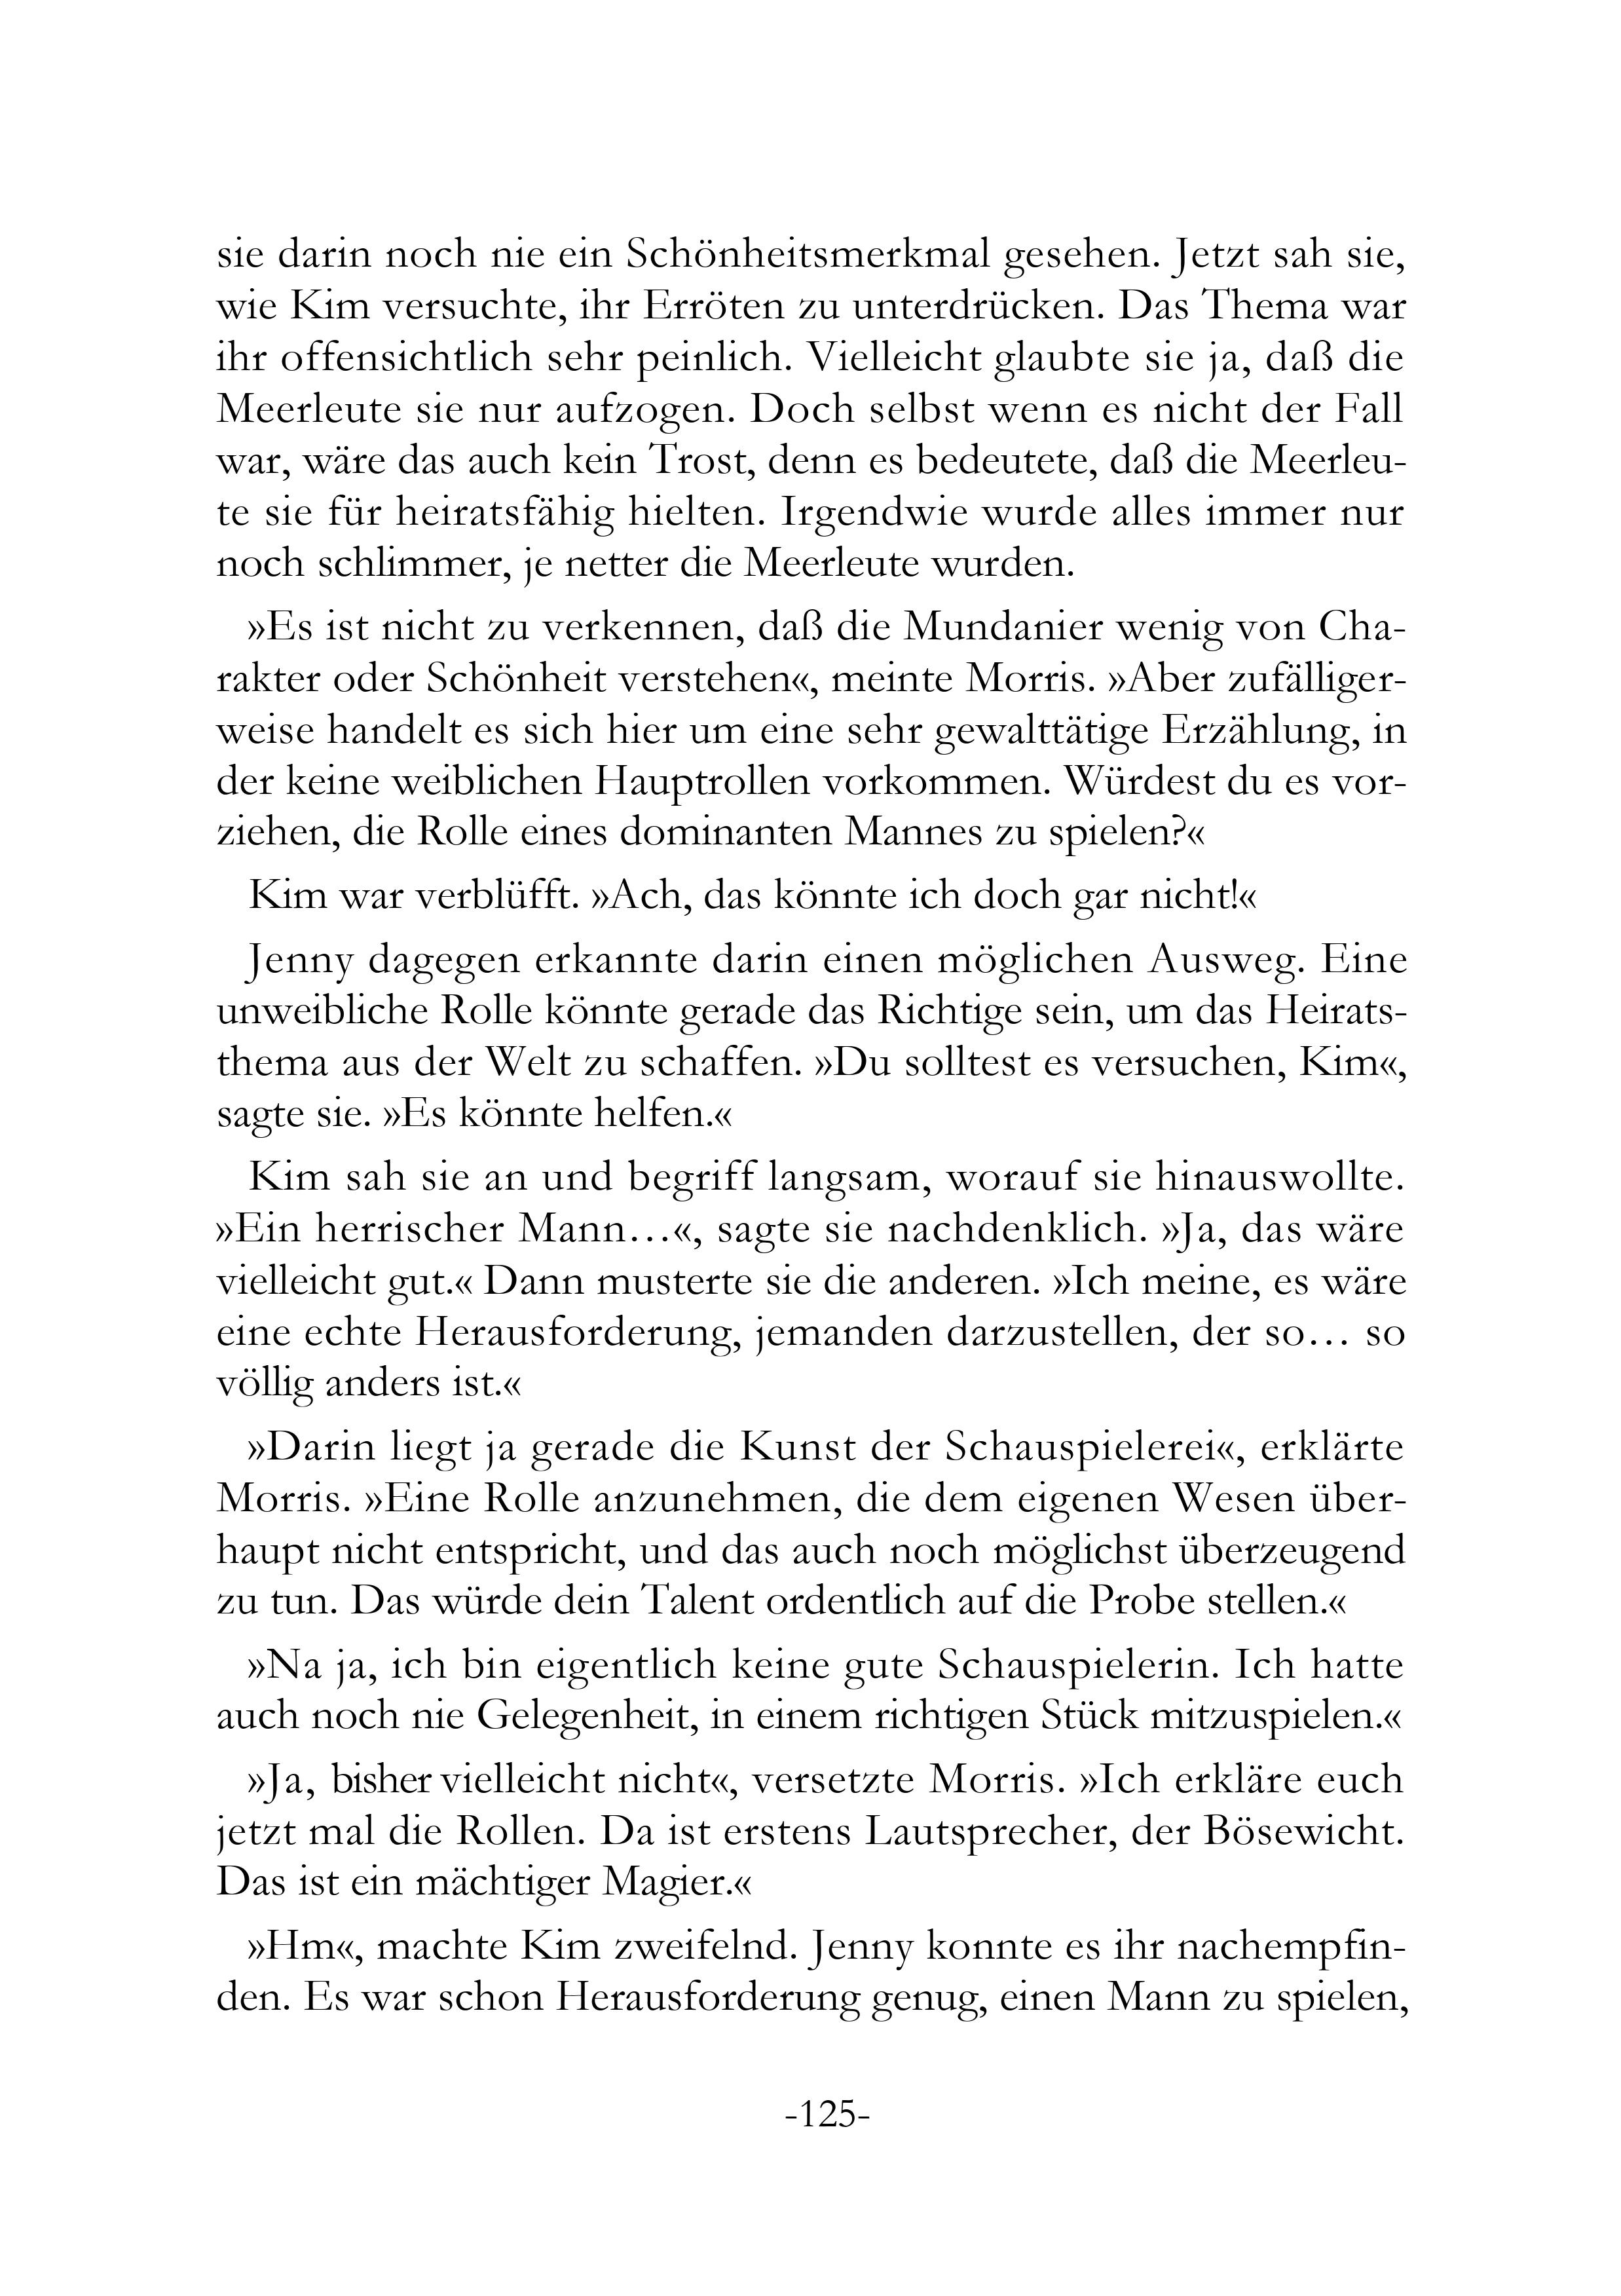 sie darin noch nie ein Schönheitsmerkmal gesehen. Jetzt sah sie,
wie Kim versuchte, ihr Erröten zu unterdrücken. Das Thema war
ihr offensichtlich sehr peinlich. Vielleicht glaubte sie ja, daß die
Meerleute sie nur aufzogen. Doch selbst wenn es nicht der Fall
war, wäre das auch kein Trost, denn es bedeutete, daß die Meerleu-
te sie für heiratsfähig hielten. Irgendwie wurde alles immer nur
noch schlimmer, je netter die Meerleute wurden.
»Es ist nicht zu verkennen, daß die Mundanier wenig von Cha-
rakter oder Schönheit verstehen«, meinte Morris. »Aber zufälliger-
weise handelt es sich hier um eine sehr gewalttätige Erzählung, in
der keine weiblichen Hauptrollen vorkommen. Würdest du es vor-
ziehen, die Rolle eines dominanten Mannes zu spielen?«
Kim war verblüfft. »Ach, das könnte ich doch gar nicht!«
Jenny dagegen erkannte darin einen möglichen Ausweg. Eine
unweibliche Rolle könnte gerade das Richtige sein, um das Heirats-
thema aus der Welt zu schaffen. »Du solltest es versuchen, Kim«,
sagte sie. »Es könnte helfen.«
Kim sah sie an und begriff langsam, worauf sie hinauswollte.
»Ein herrischer Mann…«, sagte sie nachdenklich. »Ja, das wäre
vielleicht gut.« Dann musterte sie die anderen. »Ich meine, es wäre
eine echte Herausforderung, jemanden darzustellen, der so… so
völlig anders ist.«
»Darin liegt ja gerade die Kunst der Schauspielerei«, erklärte
Morris. »Eine Rolle anzunehmen, die dem eigenen Wesen über-
haupt nicht entspricht, und das auch noch möglichst überzeugend
zu tun. Das würde dein Talent ordentlich auf die Probe stellen.«
»Na ja, ich bin eigentlich keine gute Schauspielerin. Ich hatte
auch noch nie Gelegenheit, in einem richtigen Stück mitzuspielen.«
»Ja, bisher vielleicht nicht«, versetzte Morris. »Ich erkläre euch
jetzt mal die Rollen. Da ist erstens Lautsprecher, der Bösewicht.
Das ist ein mächtiger Magier.«
»Hm«, machte Kim zweifelnd. Jenny konnte es ihr nachempfin-
den. Es war schon Herausforderung genug, einen Mann zu spielen,
-125-